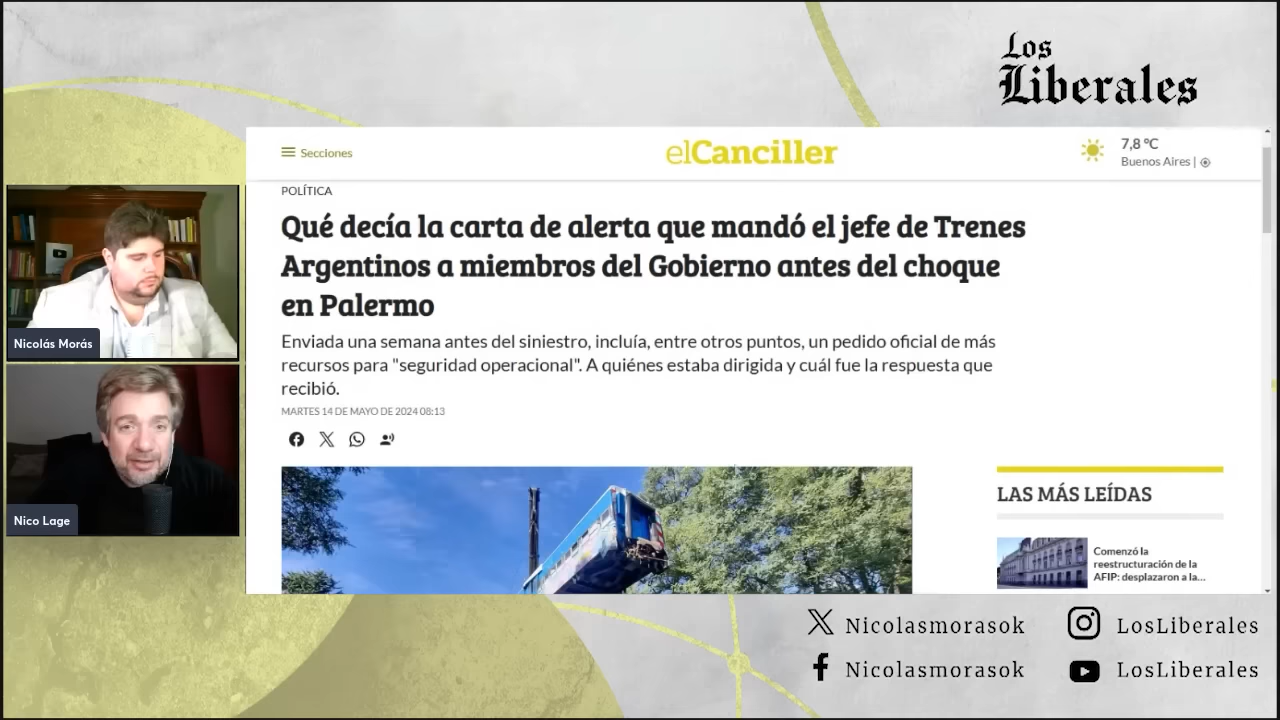 Los
Liberales
Secciones
elCanciller
7,8 ºC
Buenos Aires |
POLÍTICA
Qué decía la carta de alerta que mandó el jefe de Trenes
Argentinos a miembros del Gobierno antes del choque
en Palermo
Enviada una semana antes del siniestro, incluía, entre otros puntos, un pedido oficial de más
recursos para "seguridad operacional". A quiénes estaba dirigida y cuál fue la respuesta que
recibió.
MARTES 14 DE MAYO DE 2024 08:13
LAS MÁS LEÍDAS
Comenzó la
reestructuración de la
AFIP: desplazaron a la...
Nicolás Morás
Nico Lage
Nicolasmorasok
LosLiberales
Nicolasmorasok
LosLiberales